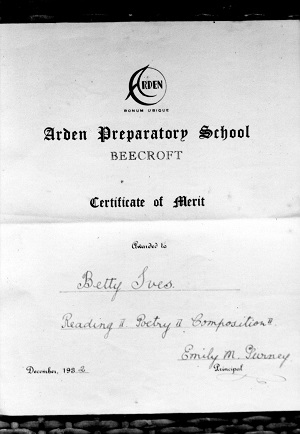 ARDEN
BONUM UBIQUE
Arden Preparatory School
BEECROFT
Certificate of Merit
Awarded to
Betty Ives.
Reading II Poetry II Composition II
Emily M. Gurney
December, 193 Principal